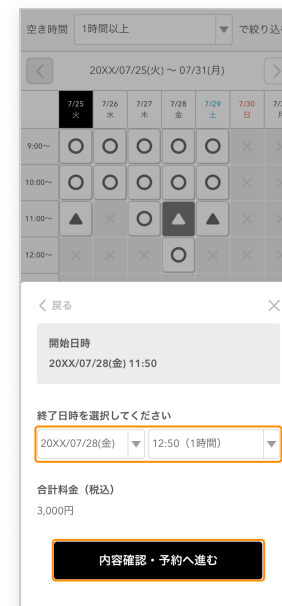 空き時間 1時間以上 ▼ で絞り込
< 20XX/07/25(火) ～ 07/31(月) >
7/25 7/26 7/27 7/28 7/29 7/30
火 水 木 金 土 日
9:00～ ○ ○ ○ ○ ○ × ×
10:00～ ○ ○ ○ ○ ○ × ×
11:00～ ▲ × ○ ▲ ▲ × ×
12:00～ × × × ○ × × ×
< 戻る ×
開始日時
20XX/07/28(金) 11:50
終了日時を選択してください
20XX/07/28(金) ▼ 12:50（1時間） ▼
合計料金（税込）
3,000円
内容確認・予約へ進む